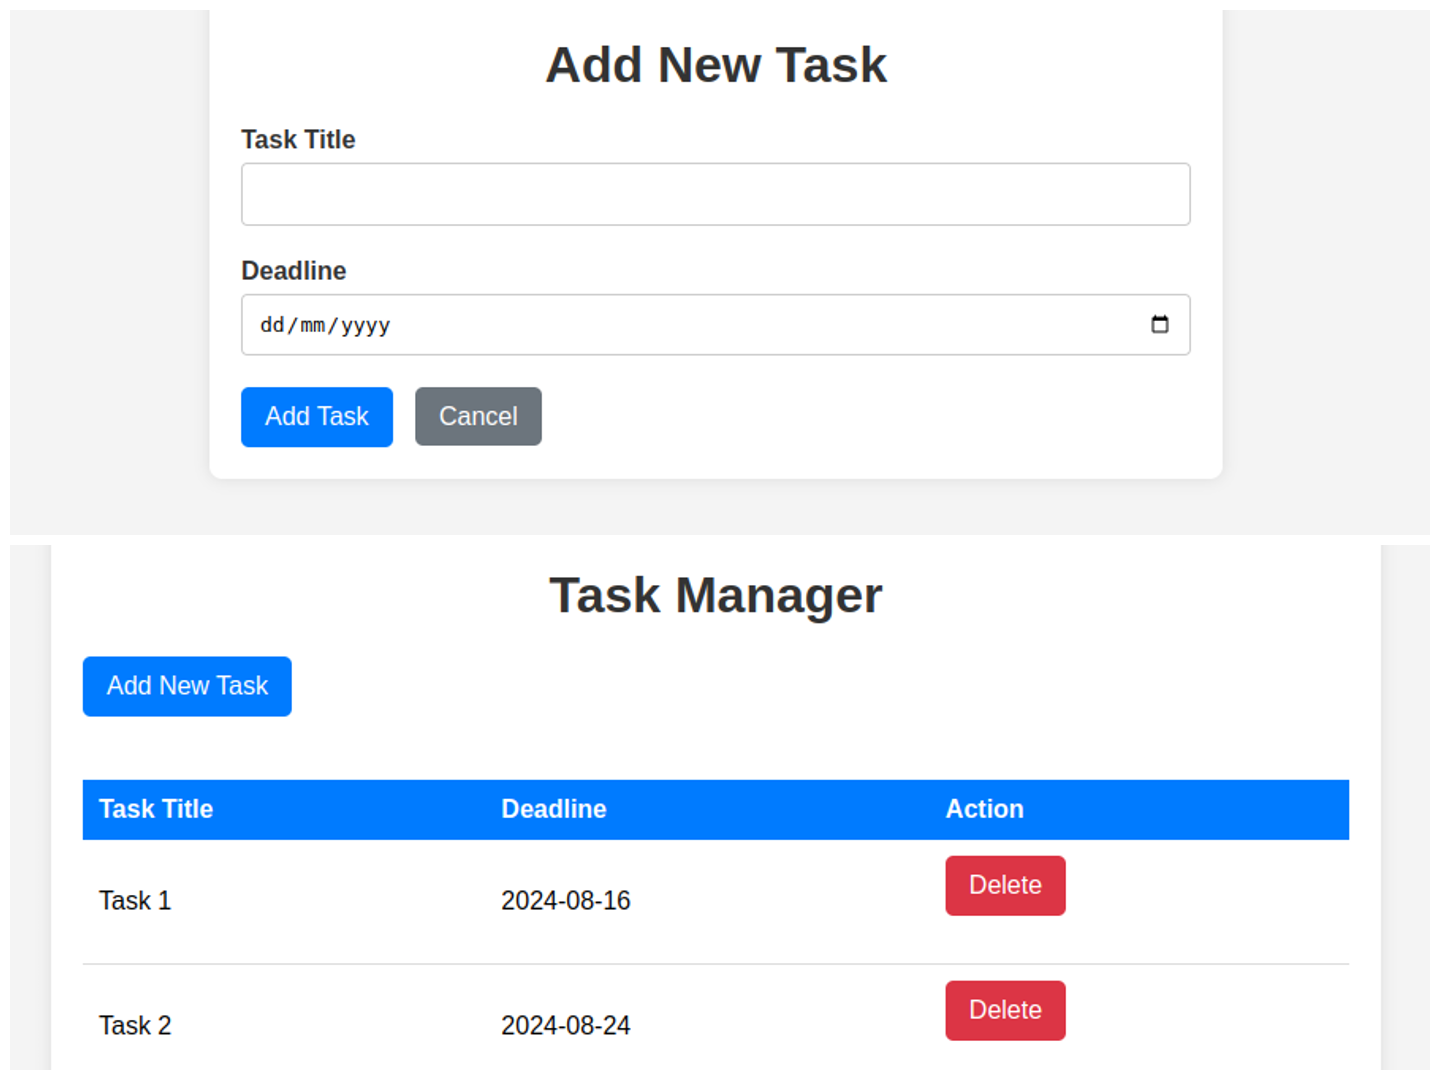 Add New Task
Task Title
Deadline
dd/mm/yyyy
Add Task Cancel
Task Manager
Add New Task
Task Title Deadline Action
Task 1 2024-08-16 Delete
Task 2 2024-08-24 Delete